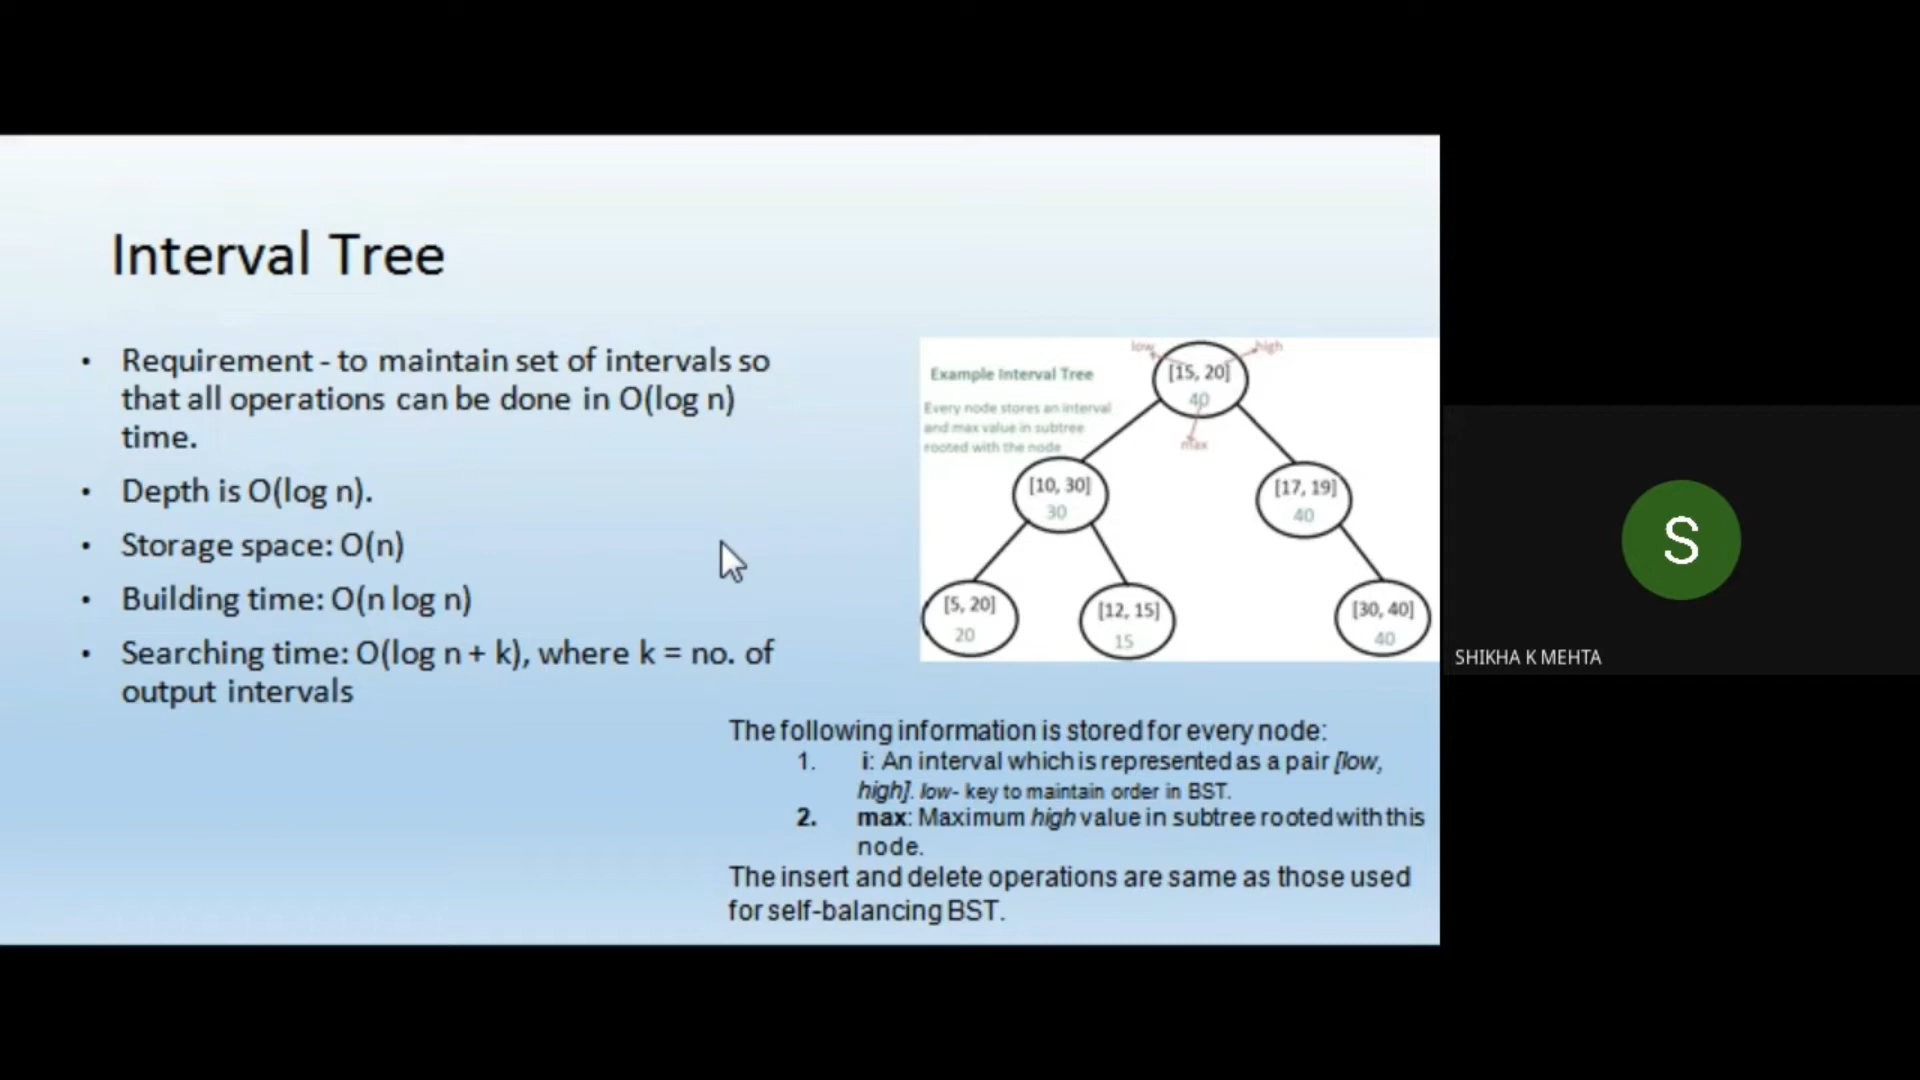 Interval Tree
• Requirement - to maintain set of intervals so
that all operations can be done in O(log n)
time.
• Depth is O(log n).
• Storage space: O(n)
• Building time: O(n log n)
• Searching time: O(log n + k), where k = no. of
output intervals
Example Interval Tree
Every node stores an interval
and max value in subtree
rooted with the node
low
high
[15, 20]
40
max
[10, 30]
30
[17, 19]
40
[5, 20]
20
[12, 15]
15
[30, 40]
40
The following information is stored for every node:
1. i: An interval which is represented as a pair [low,
high]. low- key to maintain order in BST.
2. max: Maximum high value in subtree rooted with this
node.
The insert and delete operations are same as those used
for self-balancing BST.
S
SHIKHA K MEHTA